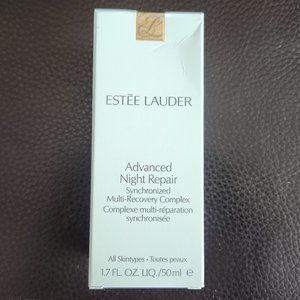 ESTĒE LAUDER
Advanced
Night Repair
Synchronized
Multi-Recovery Complex
Complexe multi-réparation
synchronisée
All Skintypes • Toutes peaux
1.7 FL. OZ. LIQ./50 ml e